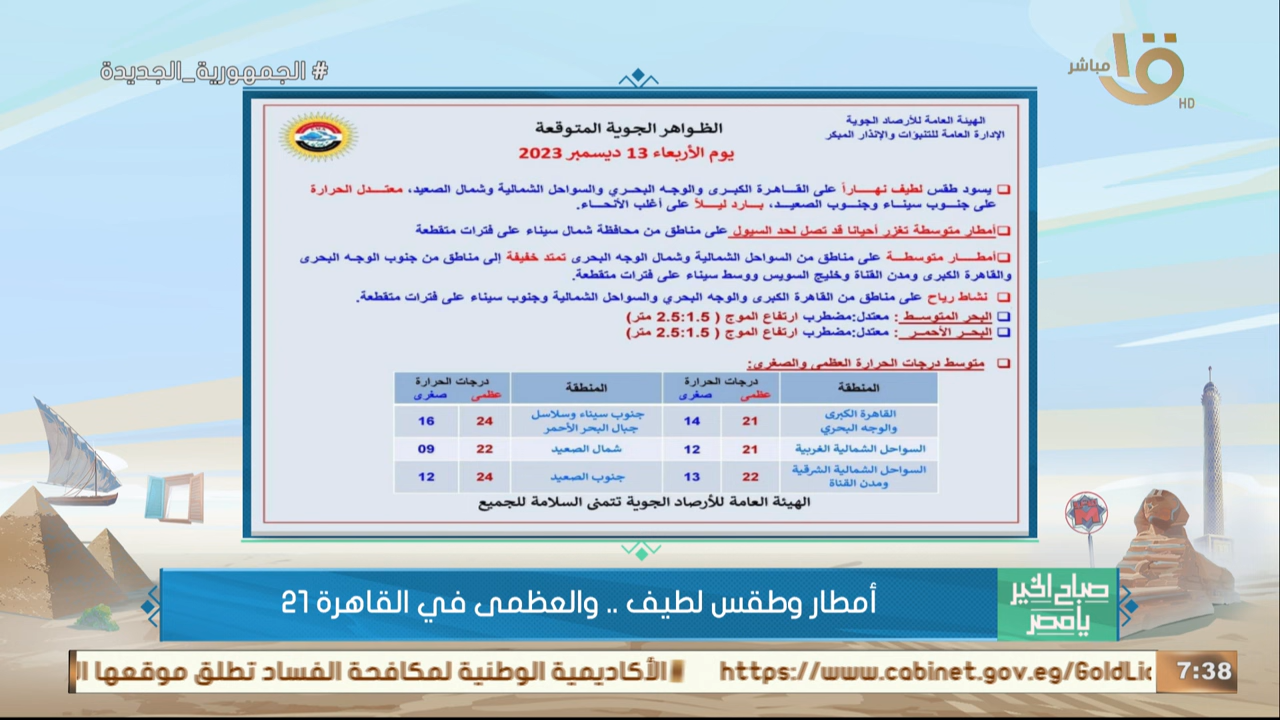 # الجمهورية_الجديدة
مباشر
HD
الهيئة العامة للأرصاد الجوية
الإدارة العامة للتنبؤات والإنذار المبكر
الظواهر الجوية المتوقعة
يوم الأربعاء 13 ديسمبر 2023
يسود طقس لطيف نهاراً على القاهرة الكبرى والوجه البحري والسواحل الشمالية وشمال الصعيد، معتدل الحرارة
على جنوب سيناء وجنوب الصعيد، بارد ليلاً على أغلب الأنحاء.
أمطار متوسطة تغزر أحيانا قد تصل لحد السيول على مناطق من محافظة شمال سيناء على فترات متقطعة
أمطار متوسطة على مناطق من السواحل الشمالية وشمال الوجه البحرى تمتد خفيفة إلى مناطق من جنوب الوجه البحرى
والقاهرة الكبرى ومدن القناة وخليج السويس ووسط سيناء على فترات متقطعة.
نشاط رياح على مناطق من القاهرة الكبرى والوجه البحري والسواحل الشمالية وجنوب سيناء على فترات متقطعة.
البحر المتوسط : معتدل:مضطرب ارتفاع الموج ( 2.5:1.5 متر)
البحر الأحمر : معتدل:مضطرب ارتفاع الموج ( 2.5:1.5 متر)
متوسط درجات الحرارة العظمى والصغرى:
المنطقة درجات الحرارة المنطقة درجات الحرارة
عظمى صغرى عظمى صغرى
القاهرة الكبرى والوجه البحري 21 14 جنوب سيناء وسلاسل جبال البحر الأحمر 24 16
السواحل الشمالية الغربية 21 12 شمال الصعيد 22 09
السواحل الشمالية الشرقية ومدن القناة 22 13 جنوب الصعيد 24 12
الهيئة العامة للأرصاد الجوية تتمنى السلامة للجميع
صباح الخير
يا مصر
أمطار وطقس لطيف .. والعظمى في القاهرة 21
7:38
https://www.cabinet.gov.eg/GoldLic
الأكاديمية الوطنية لمكافحة الفساد تطلق موقعها ال